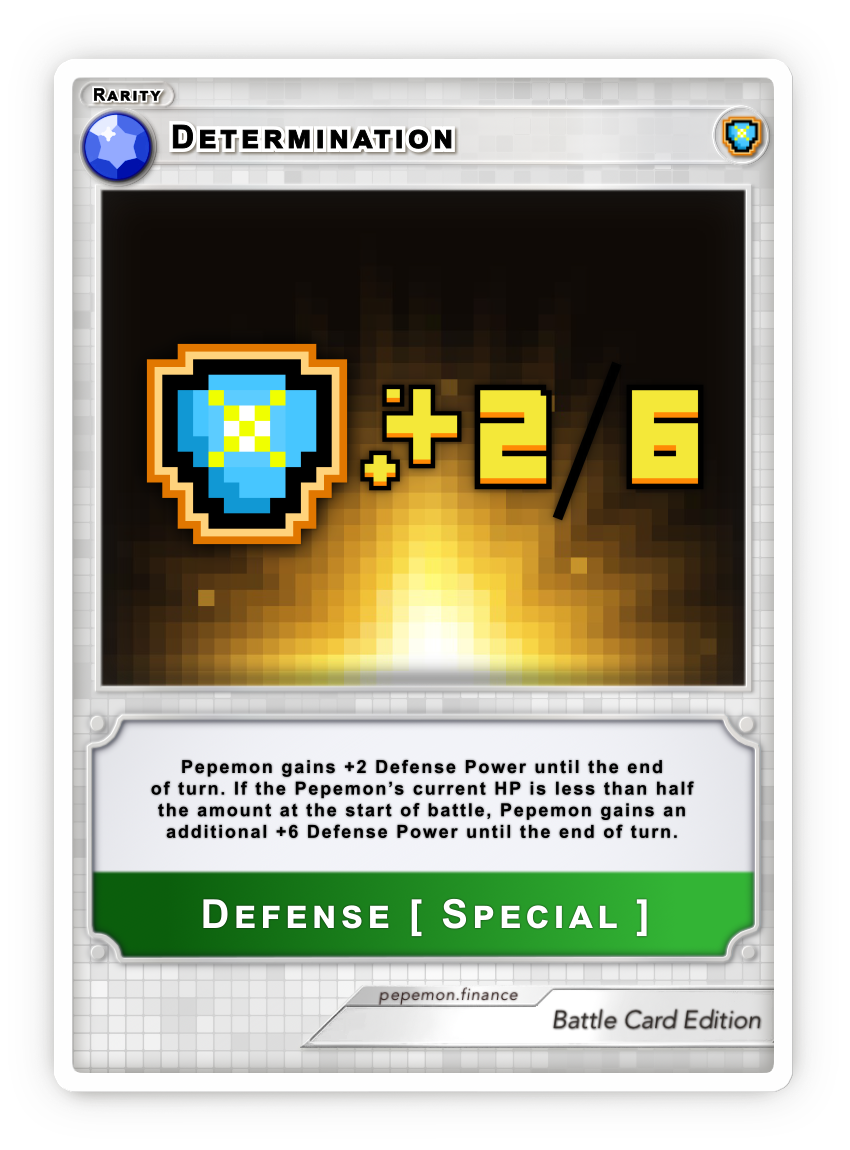 Rarity
Determination
+2/6
Pepemon gains +2 Defense Power until the end
of turn. If the Pepemon’s current HP is less than half
the amount at the start of battle, Pepemon gains an
additional +6 Defense Power until the end of turn.
Defense [ Special ]
pepemon.finance
Battle Card Edition